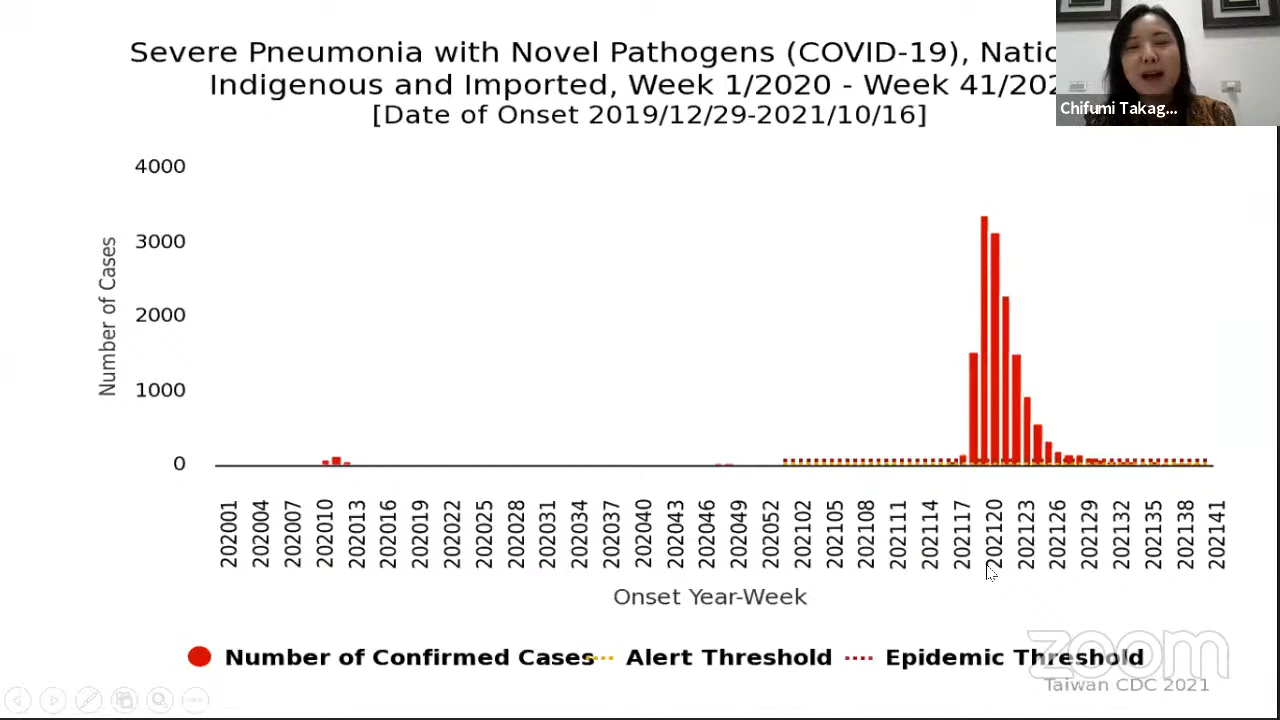 Severe Pneumonia with Novel Pathogens (COVID-19),
Indigenous and Imported, Week 1/2020 - Week
[Date of Onset 2019/12/29-2021/10/16]
Chifumi Takag...
4000
3000
2000
1000
0
Number of Cases
202001 202004 202007 202010 202013 202016 202019 202022 202025 202028 202031 202034 202037 202040 202043 202046 202049 202052 202102 202105 202108 202111 202114 202117 202120 202123 202126 202129 202132 202135 202138 202141
Onset Year-Week
Number of Confirmed Cases Alert Threshold Epidemic Threshold
zoom
Taiwan CDC 2021